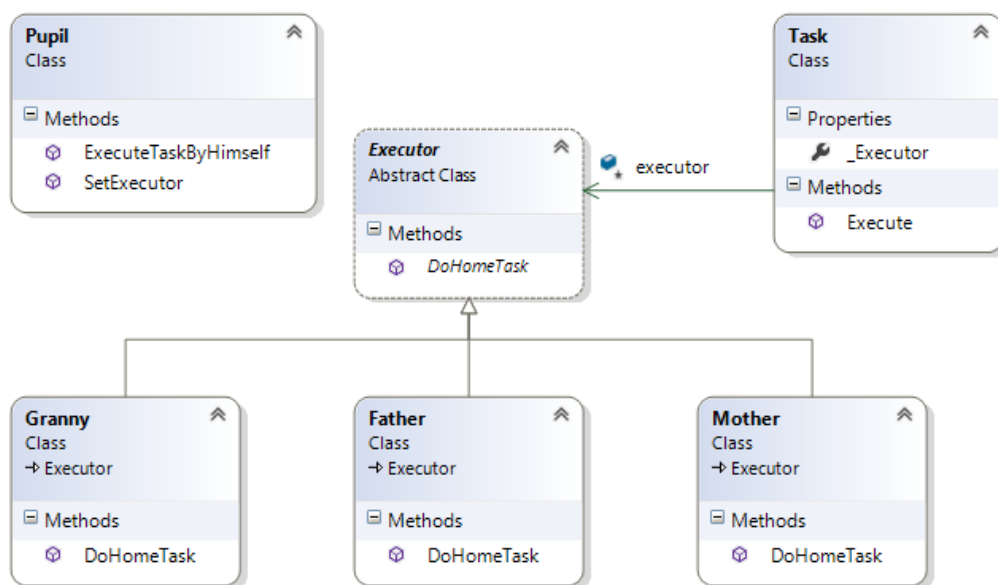 Pupil
Class
Methods
ExecuteTaskByHimself
SetExecutor
Task
Class
Properties
_Executor
Methods
Execute
Executor
Abstract Class
Methods
DoHomeTask
executor
Granny
Class
Executor
Methods
DoHomeTask
Father
Class
Executor
Methods
DoHomeTask
Mother
Class
Executor
Methods
DoHomeTask